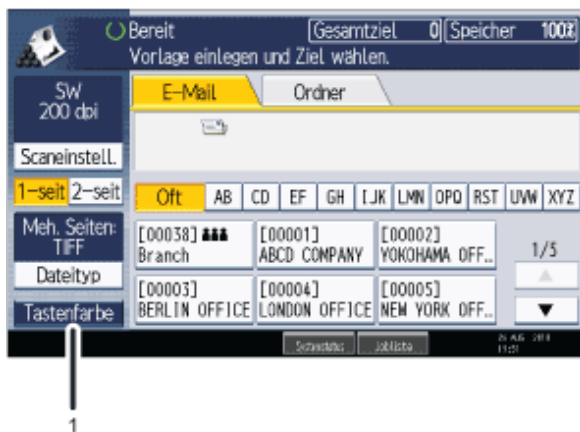 Bereit Gesamtziel 0 Speicher 100%
Vorlage einlegen und Ziel wählen.
SW
200 dpi
Scaneinstell.
1-seit 2-seit
Meh. Seiten:
TIFF
Dateityp
Tastenfarbe
E-Mail Ordner
Oft AB CD EF GH IJK LMN OPQ RST UVW XYZ
[00038] [00001] [00002]
Branch ABCD COMPANY YOKOHAMA OFF...
1/5
[00003] [00004] [00005]
BERLIN OFFICE LONDON OFFICE NEW YORK OFF...
Systemstatus Jobliste
1